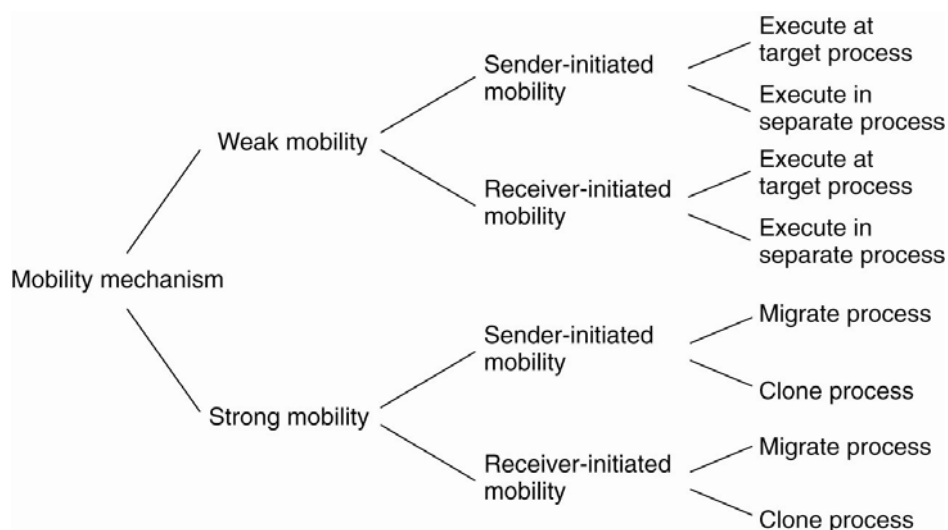 Execute at
target process
Sender-initiated
mobility
Execute in
separate process
Weak mobility
Execute at
target process
Receiver-initiated
mobility
Execute in
separate process
Mobility mechanism
Migrate process
Sender-initiated
mobility
Clone process
Strong mobility
Migrate process
Receiver-initiated
mobility
Clone process